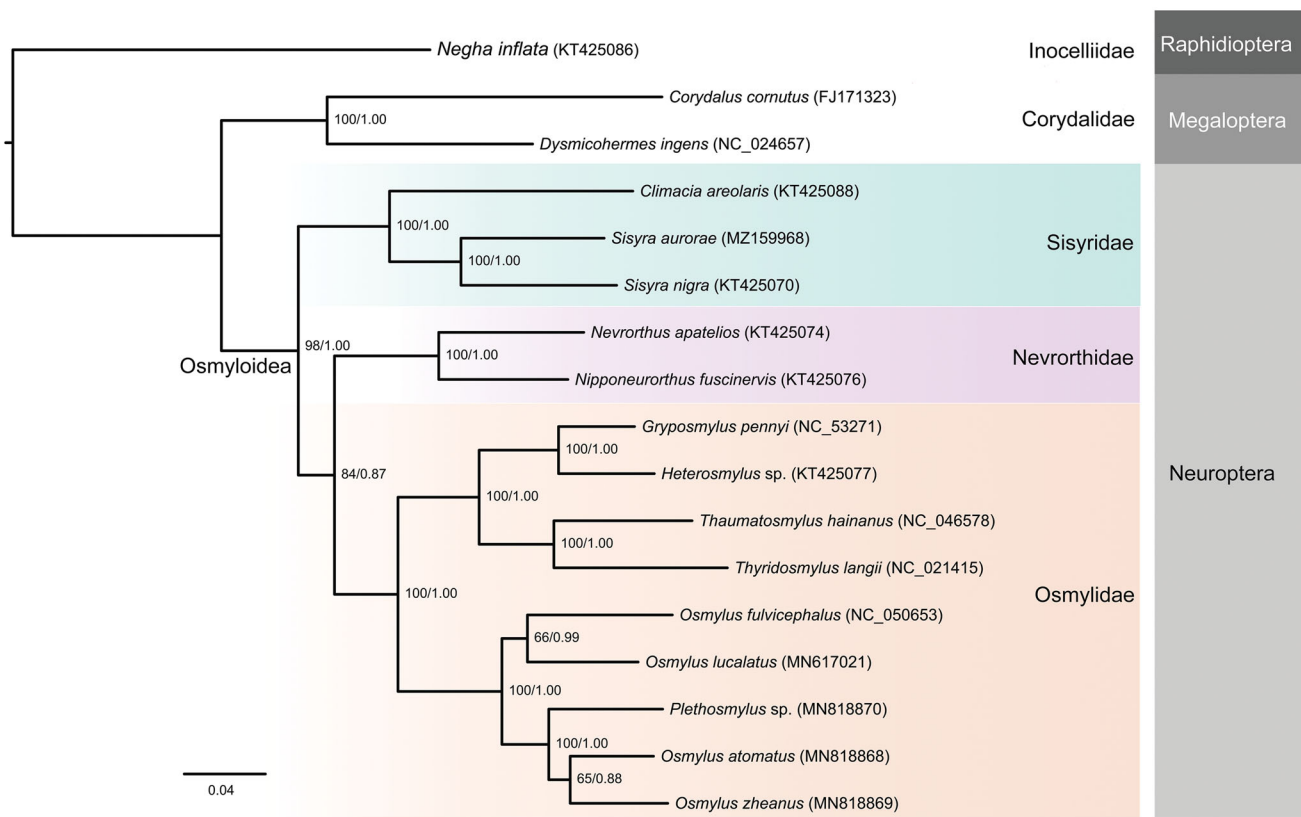 Negha inflata (KT425086)
Inocelliidae
Raphidioptera
Corydalus cornutus (FJ171323)
100/1.00
Corydalidae
Megaloptera
Dysmicohermes ingens (NC_024657)
Climacia areolaris (KT425088)
100/1.00
Sisyra aurorae (MZ159968)
Sisyridae
100/1.00
Sisyra nigra (KT425070)
Nevrorthus apatelios (KT425074)
98/1.00
100/1.00
Nevrorthidae
Osmyloidea
Nipponeurorthus fuscinervis (KT425076)
Gryposmylus pennyi (NC_53271)
100/1.00
Heterosmylus sp. (KT425077)
84/0.87
Neuroptera
100/1.00
Thaumatosmylus hainanus (NC_046578)
100/1.00
Thyridosmylus langii (NC_021415)
100/1.00
Osmylidae
Osmylus fulvicephalus (NC_050653)
66/0.99
Osmylus lucalatus (MN617021)
100/1.00
Plethosmylus sp. (MN818870)
100/1.00
Osmylus atomatus (MN818868)
65/0.88
0.04
Osmylus zheanus (MN818869)